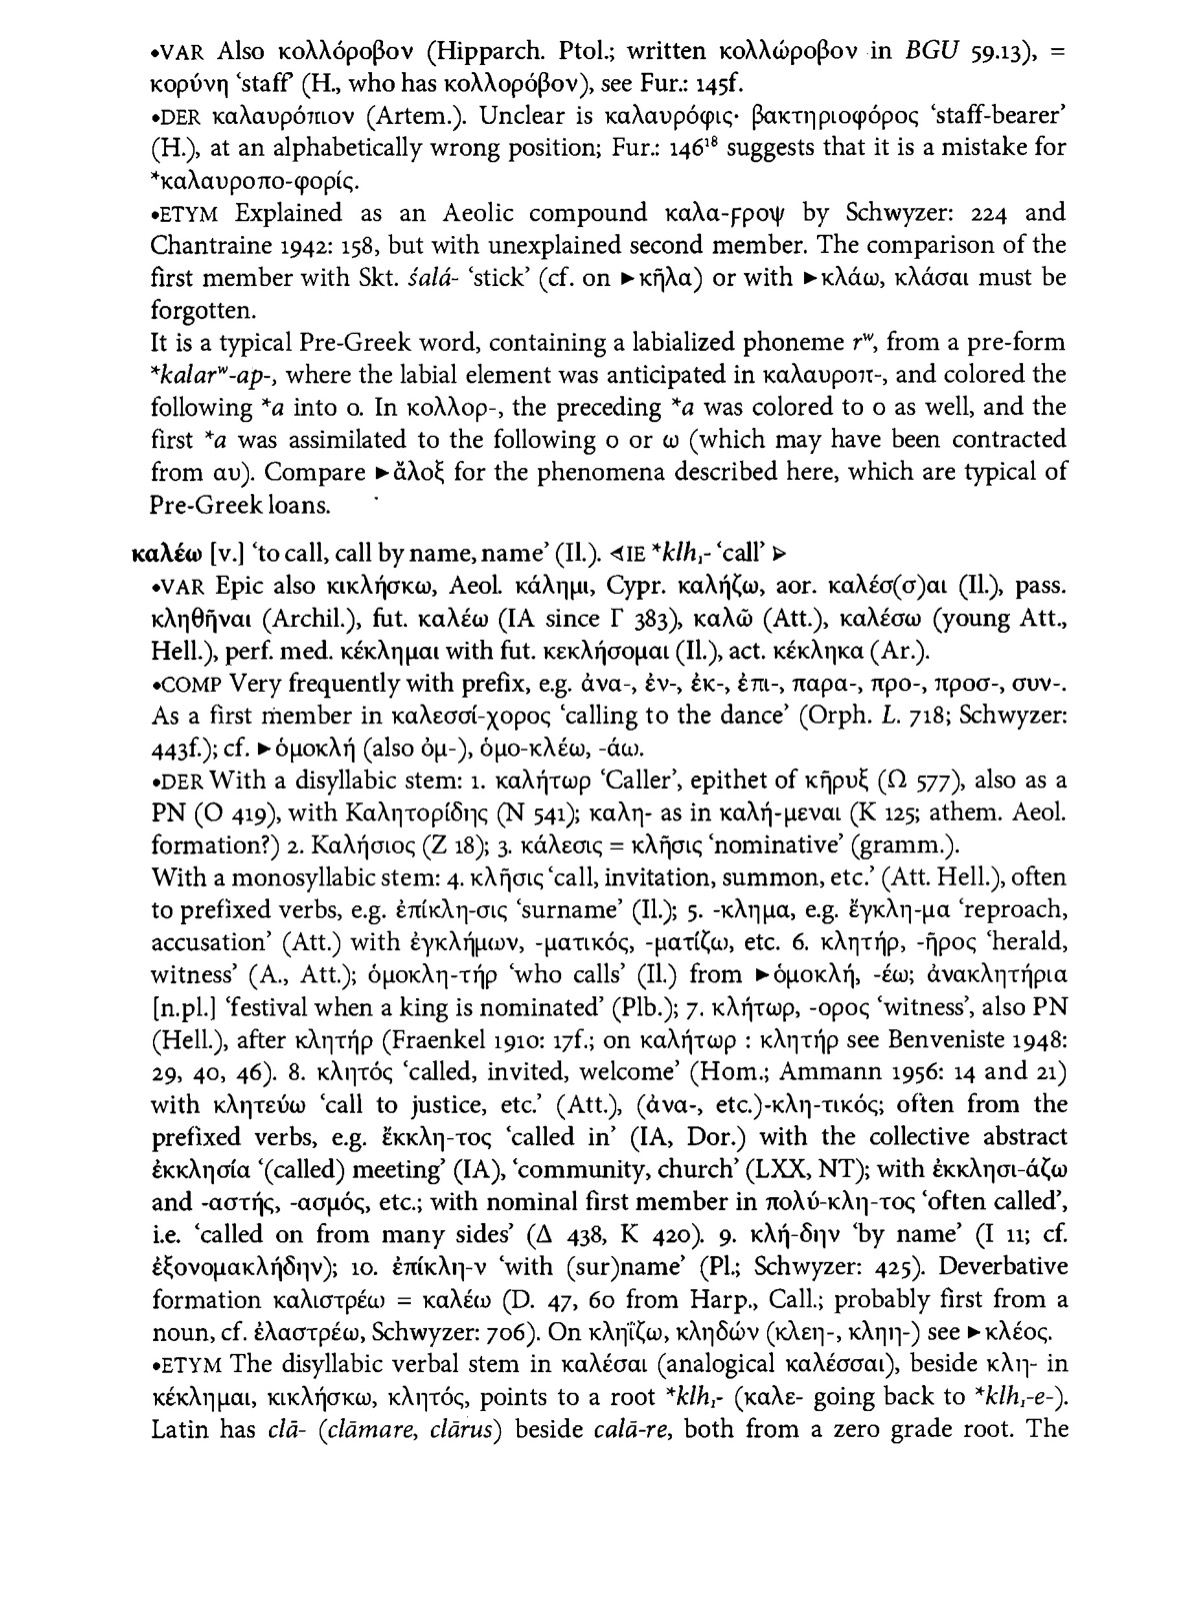 •VAR Also κολλόροβον (Hipparch. Ptol.; written κολλώροβον in BGU 59.13), =
κορύνη ‘staff’ (H., who has κολλορόβον), see Fur.: 145f.
•DER καλαυρόπιον (Artem.). Unclear is καλαυρόφις· βακτηριοφόρος ‘staff-bearer’
(H.), at an alphabetically wrong position; Fur.: 146¹⁸ suggests that it is a mistake for
*καλαυροπο-φορίς.
•ETYM Explained as an Aeolic compound καλα-ϝροψ by Schwyzer: 224 and
Chantraine 1942: 158, but with unexplained second member. The comparison of the
first member with Skt. śalá- ‘stick’ (cf. on ►κῆλα) or with ►κλάω, κλάσαι must be
forgotten.
It is a typical Pre-Greek word, containing a labialized phoneme rʷ, from a pre-form
*kalarʷ-ap-, where the labial element was anticipated in καλαυροπ-, and colored the
following *a into ο. In κολλορ-, the preceding *a was colored to ο as well, and the
first *a was assimilated to the following ο or ω (which may have been contracted
from αυ). Compare ►ἄλοξ for the phenomena described here, which are typical of
Pre-Greek loans.
καλέω [v.] ‘to call, call by name, name’ (Il.). ⋖IE *klh₁- ‘call’⋗
•VAR Epic also κικλήσκω, Aeol. κάλημι, Cypr. καλήζω, aor. καλέσ(σ)αι (Il.), pass.
κληθῆναι (Archil.), fut. καλέω (IA since Γ 383), καλῶ (Att.), καλέσω (young Att.,
Hell.), perf. med. κέκλημαι with fut. κεκλήσομαι (Il.), act. κέκληκα (Ar.).
•COMP Very frequently with prefix, e.g. ἀνα-, ἐν-, ἐκ-, ἐπι-, παρα-, προ-, προσ-, συν-.
As a first member in καλεσσί-χορος ‘calling to the dance’ (Orph. L. 718; Schwyzer:
443f.); cf. ►ὁμοκλή (also ὀμ-), ὁμο-κλέω, -άω.
•DER With a disyllabic stem: 1. καλήτωρ ‘Caller’, epithet of κῆρυξ (Ω 577), also as a
PN (Ο 419), with Καλητορίδης (Ν 541); καλη- as in καλή-μεναι (Κ 125; athem. Aeol.
formation?) 2. Καλήσιος (Ζ 18); 3. κάλεσις = κλῆσις ‘nominative’ (gramm.).
With a monosyllabic stem: 4. κλῆσις ‘call, invitation, summon, etc.’ (Att. Hell.), often
to prefixed verbs, e.g. ἐπίκλη-σις ‘surname’ (Il.); 5. -κλημα, e.g. ἔγκλη-μα ‘reproach,
accusation’ (Att.) with ἐγκλήμων, -ματικός, -ματίζω, etc. 6. κλητήρ, -ῆρος ‘herald,
witness’ (A., Att.); ὁμοκλη-τήρ ‘who calls’ (Il.) from ►ὁμοκλή, -έω; ἀνακλητήρια
[n.pl.] ‘festival when a king is nominated’ (Plb.); 7. κλήτωρ, -ορος ‘witness’, also PN
(Hell.), after κλητήρ (Fraenkel 1910: 17f.; on καλήτωρ : κλητήρ see Benveniste 1948:
29, 40, 46). 8. κλητός ‘called, invited, welcome’ (Hom.; Ammann 1956: 14 and 21)
with κλητεύω ‘call to justice, etc.’ (Att.), (ἀνα-, etc.)-κλη-τικός; often from the
prefixed verbs, e.g. ἔκκλη-τος ‘called in’ (IA, Dor.) with the collective abstract
ἐκκλησία ‘(called) meeting’ (IA), ‘community, church’ (LXX, NT); with ἐκκλησι-άζω
and -αστής, -ασμός, etc.; with nominal first member in πολύ-κλη-τος ‘often called’,
i.e. ‘called on from many sides’ (Δ 438, Κ 420). 9. κλή-δην ‘by name’ (Ι 11; cf.
ἐξονομακλήδην); 10. ἐπίκλη-ν ‘with (sur)name’ (Pl.; Schwyzer: 425). Deverbative
formation καλιστρέω = καλέω (D. 47, 60 from Harp., Call.; probably first from a
noun, cf. ἐλαστρέω, Schwyzer: 706). On κληΐζω, κληδών (κλεη-, κληη-) see ►κλέος.
•ETYM The disyllabic verbal stem in καλέσαι (analogical καλέσσαι), beside κλη- in
κέκλημαι, κικλήσκω, κλητός, points to a root *klh₁- (καλε- going back to *klh₁-e-).
Latin has clā- (clāmare, clārus) beside calā-re, both from a zero grade root. The